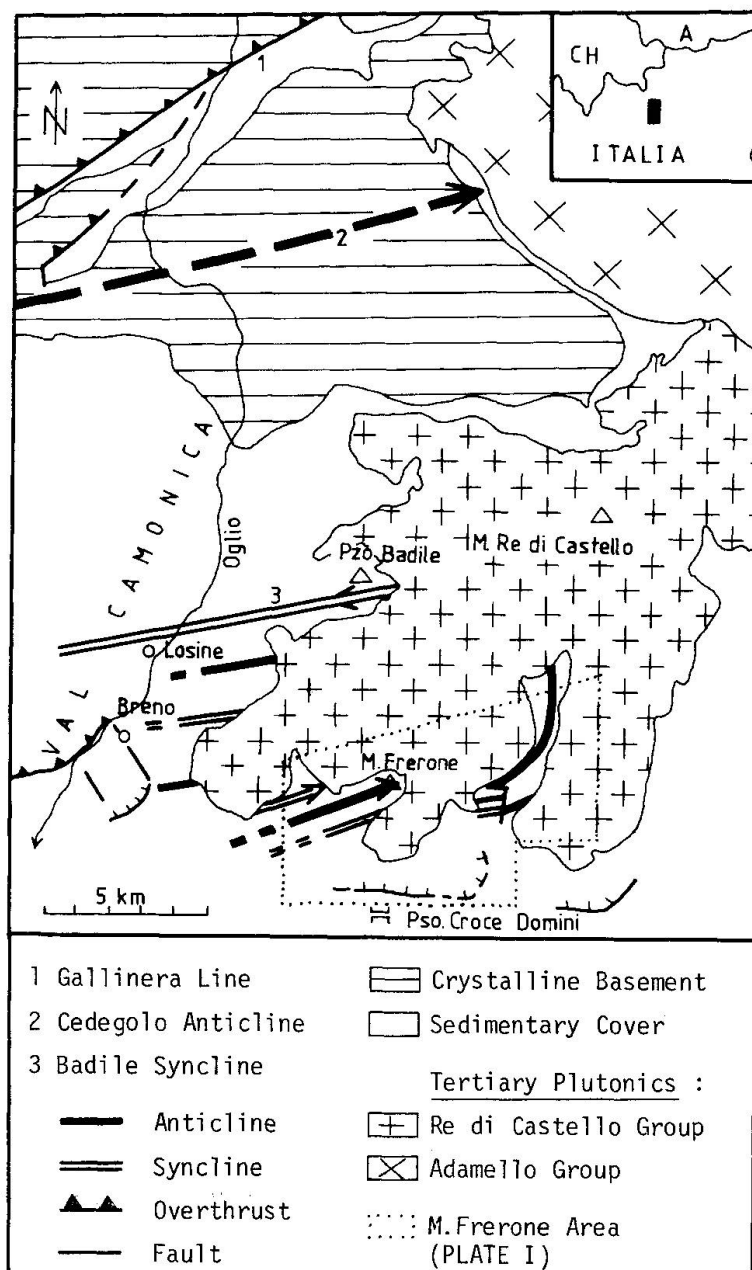 N
1
2
CH
A
ITALIA
VAL CAMONICA
Oglio
Pzo. Badile
M. Re di Castello
3
Losine
Breno
M. Frerone
5 km
Pso. Croce Domini
1 Gallinera Line
2 Cedegolo Anticline
3 Badile Syncline
Anticline
Syncline
Overthrust
Fault
Crystalline Basement
Sedimentary Cover
Tertiary Plutonics :
Re di Castello Group
Adamello Group
M.Frerone Area
(PLATE I)